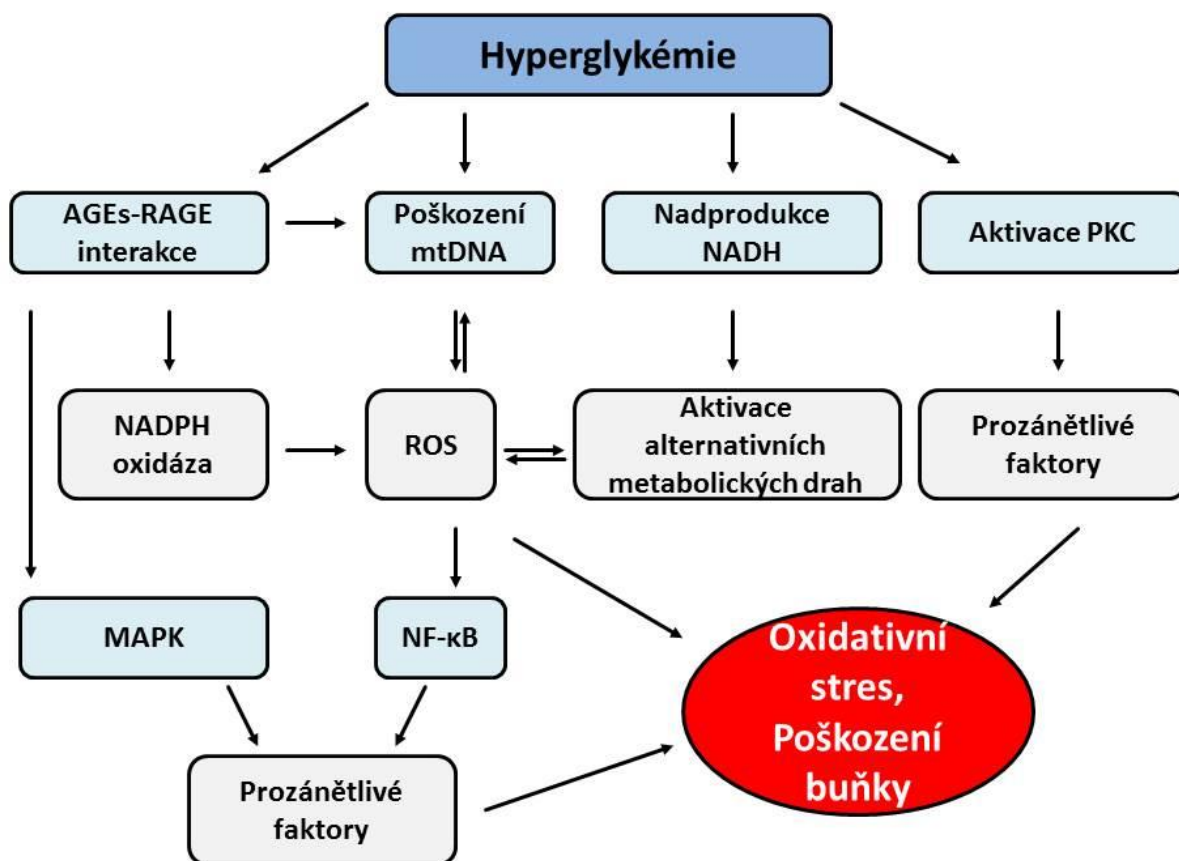 Hyperglykémie
AGEs-RAGE
interakce
Poškození
mtDNA
Nadprodukce
NADH
Aktivace PKC
NADPH
oxidáza
ROS
Aktivace
alternativních
metabolických drah
Prozánětlivé
faktory
MAPK
NF-κB
Oxidativní
stres,
Poškození
buňky
Prozánětlivé
faktory